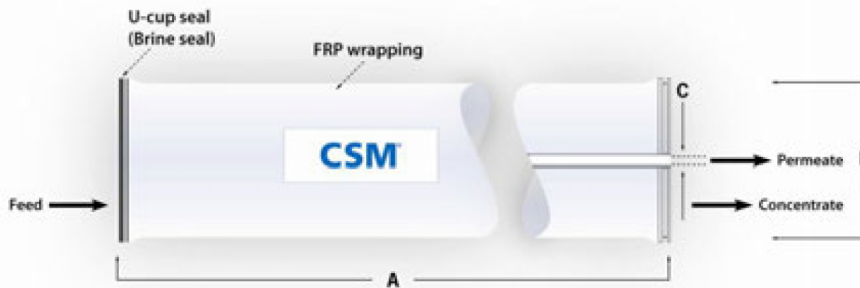 U-cup seal
(Brine seal)
FRP wrapping
C
CSM
Permeate
Feed
Concentrate
A